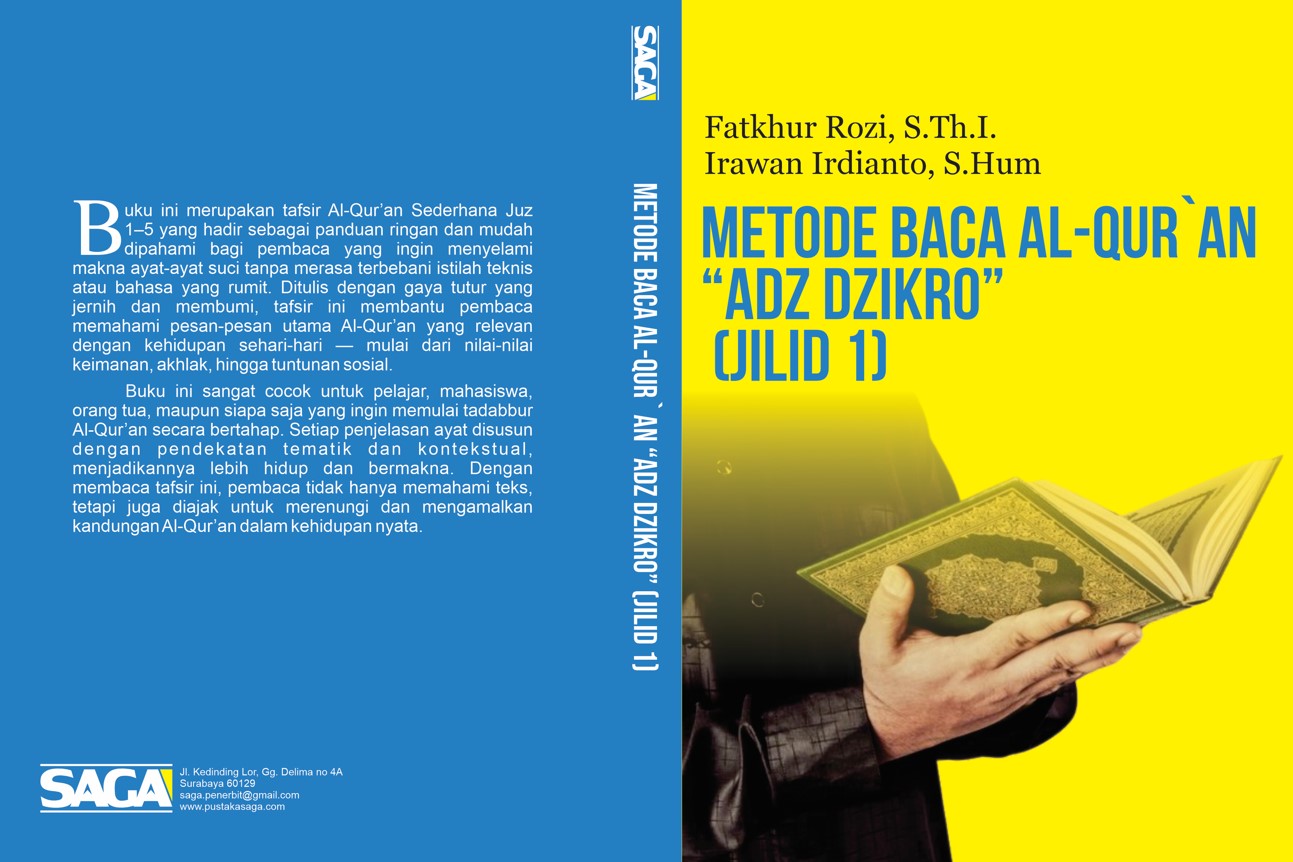 Buku ini merupakan tafsir Al-Qur’an Sederhana Juz
1–5 yang hadir sebagai panduan ringan dan mudah
dipahami bagi pembaca yang ingin menyelami
makna ayat-ayat suci tanpa merasa terbebani istilah teknis
atau bahasa yang rumit. Ditulis dengan gaya tutur yang
jernih dan membumi, tafsir ini membantu pembaca
memahami pesan-pesan utama Al-Qur’an yang relevan
dengan kehidupan sehari-hari — mulai dari nilai-nilai
keimanan, akhlak, hingga tuntunan sosial.
Buku ini sangat cocok untuk pelajar, mahasiswa,
orang tua, maupun siapa saja yang ingin memulai tadabbur
Al-Qur’an secara bertahap. Setiap penjelasan ayat disusun
dengan pendekatan tematik dan kontekstual,
menjadikannya lebih hidup dan bermakna. Dengan
membaca tafsir ini, pembaca tidak hanya memahami teks,
tetapi juga diajak untuk merenungi dan mengamalkan
kandungan Al-Qur’an dalam kehidupan nyata.
SAGA
Jl. Kedinding Lor, Gg. Delima no 4A
Surabaya 60129
saga.penerbit@gmail.com
www.pustakasaga.com
SAGA
METODE BACA AL-QUR` AN “ADZ DZIKRO” (JILID 1)
Fatkhur Rozi, S.Th.I.
Irawan Irdianto, S.Hum
METODE BACA AL-QUR`AN
“ADZ DZIKRO”
(JILID 1)